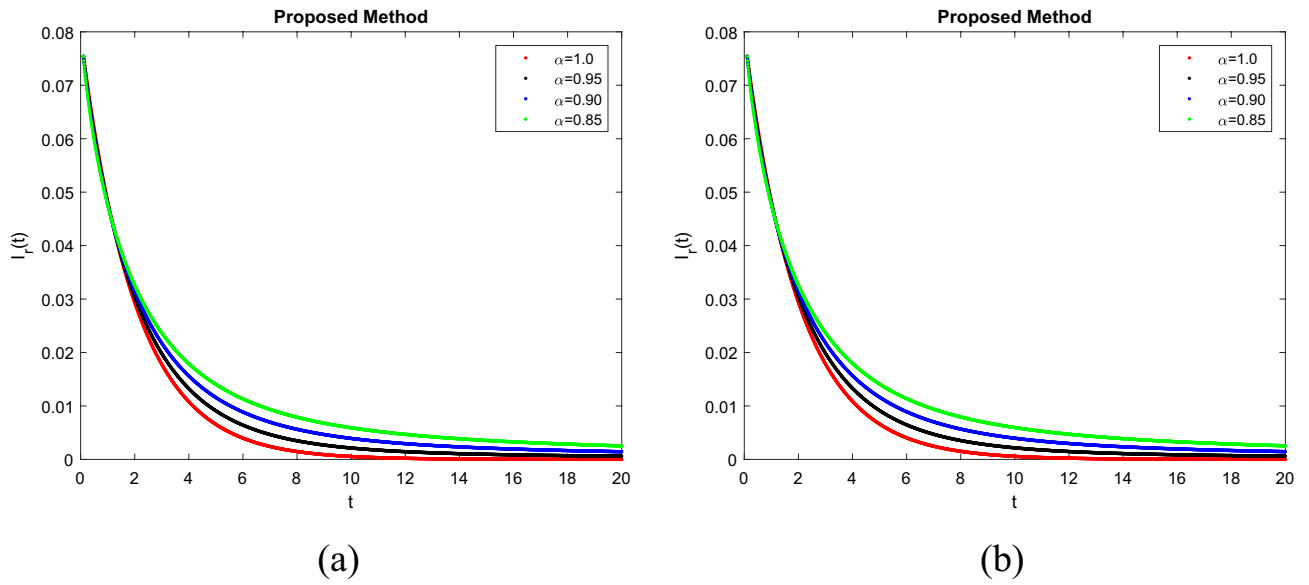 Proposed Method
0.08
0.07
0.06
0.05
0.04
0.03
0.02
0.01
0
I_r(t)
0 2 4 6 8 10 12 14 16 18 20
t
α=1.0
α=0.95
α=0.90
α=0.85
(a)
Proposed Method
0.08
0.07
0.06
0.05
0.04
0.03
0.02
0.01
0
I_r(t)
0 2 4 6 8 10 12 14 16 18 20
t
α=1.0
α=0.95
α=0.90
α=0.85
(b)